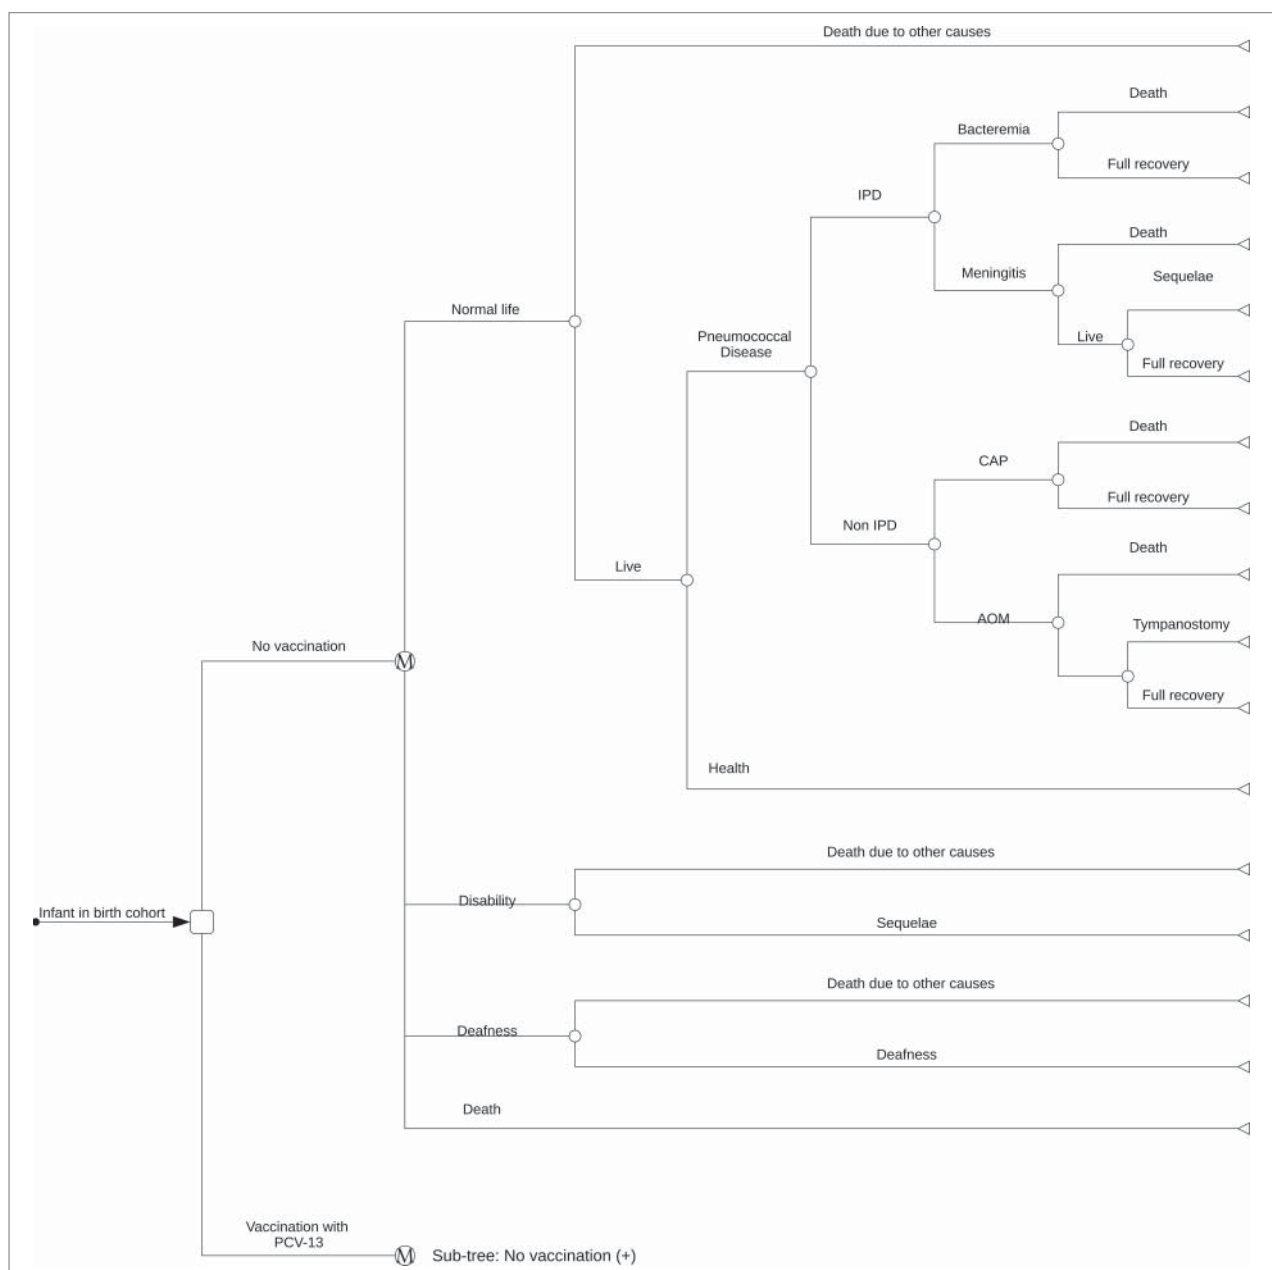 Death due to other causes
Death
Bacteremia
Full recovery
IPD
Death
Meningitis
Sequelae
Normal life
Live
Pneumococcal
Disease
Full recovery
Death
CAP
Full recovery
Non IPD
Death
Live
AOM
Tympanostomy
No vaccination
M
Full recovery
Health
Death due to other causes
Disability
Infant in birth cohort
Sequelae
Death due to other causes
Deafness
Deafness
Death
Vaccination with
PCV-13
M Sub-tree: No vaccination (+)